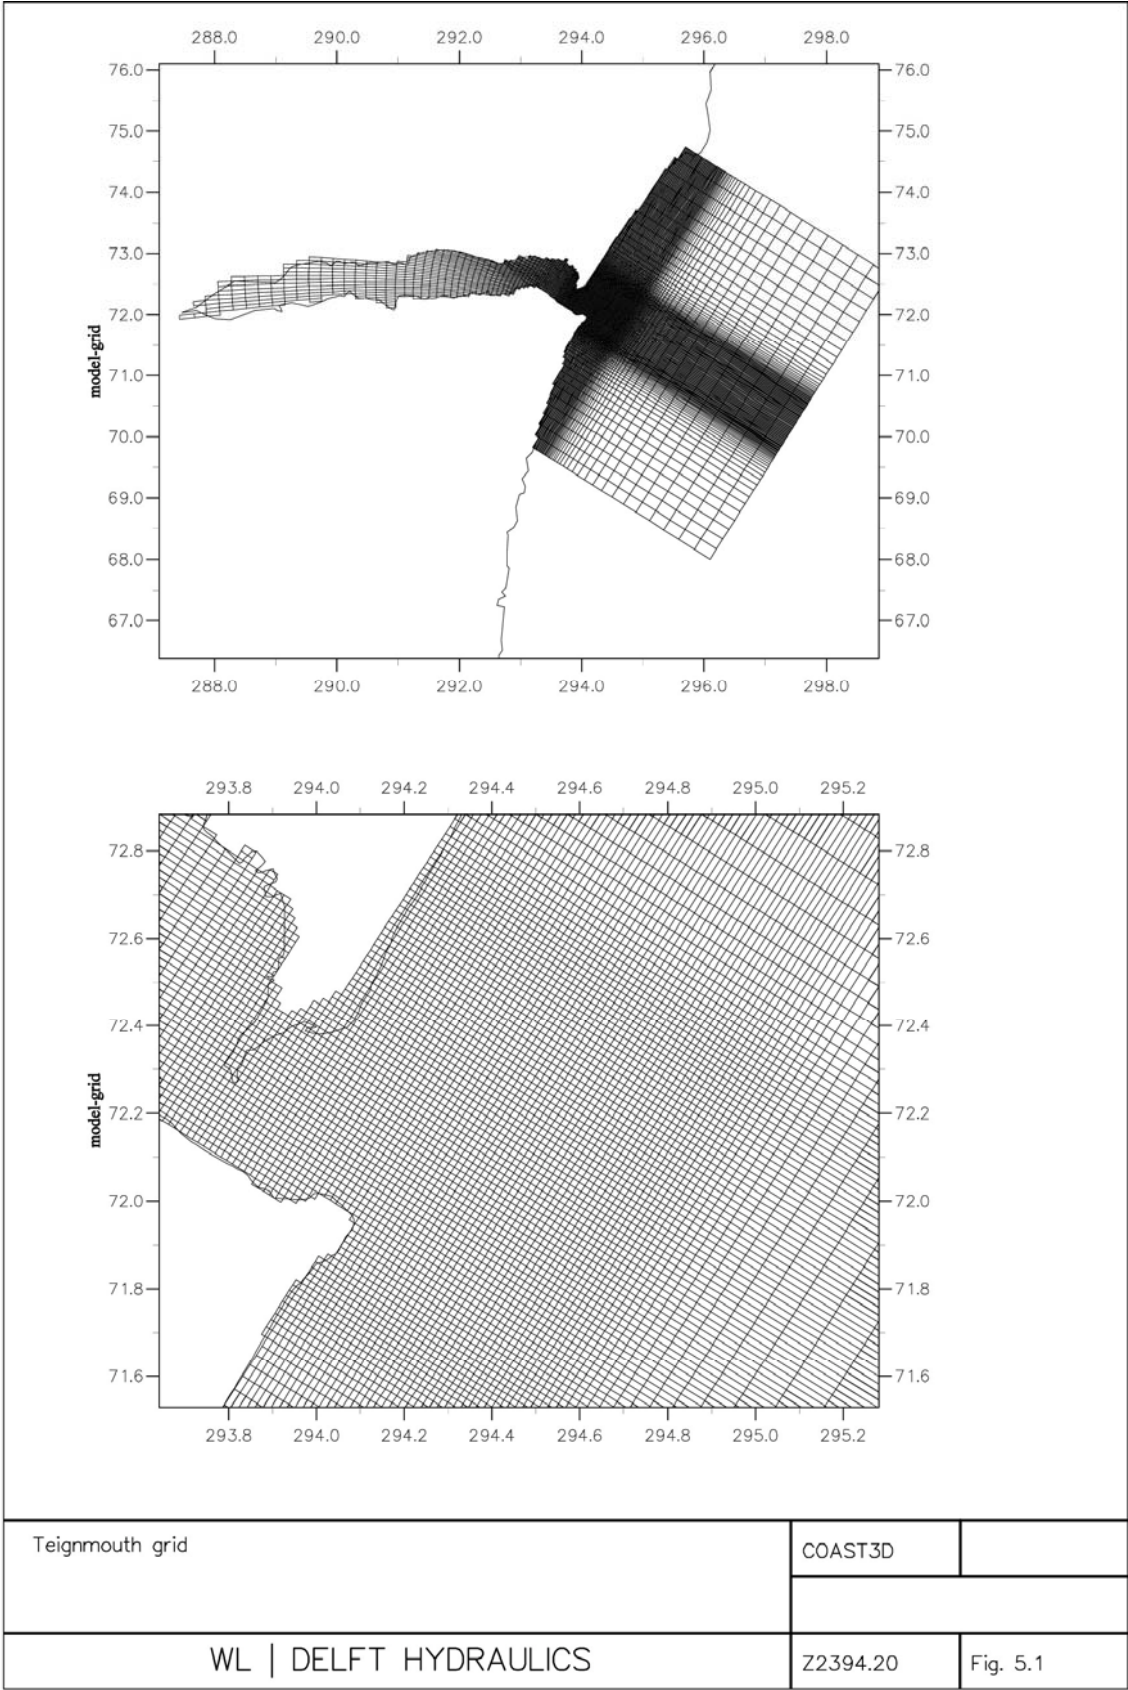 288.0 290.0 292.0 294.0 296.0 298.0
76.0 76.0
75.0 75.0
74.0 74.0
73.0 73.0
72.0 72.0
model-grid
71.0 71.0
70.0 70.0
69.0 69.0
68.0 68.0
67.0 67.0
288.0 290.0 292.0 294.0 296.0 298.0
293.8 294.0 294.2 294.4 294.6 294.8 295.0 295.2
72.8 72.8
72.6 72.6
72.4 72.4
model-grid
72.2 72.2
72.0 72.0
71.8 71.8
71.6 71.6
293.8 294.0 294.2 294.4 294.6 294.8 295.0 295.2
Teignmouth grid
COAST3D
WL | DELFT HYDRAULICS
Z2394.20
Fig. 5.1